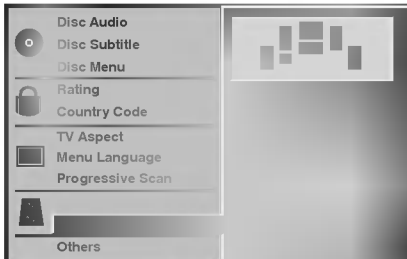 Disc Audio
Disc Subtitle
Disc Menu
Rating
Country Code
TV Aspect
Menu Language
Progressive Scan
Others